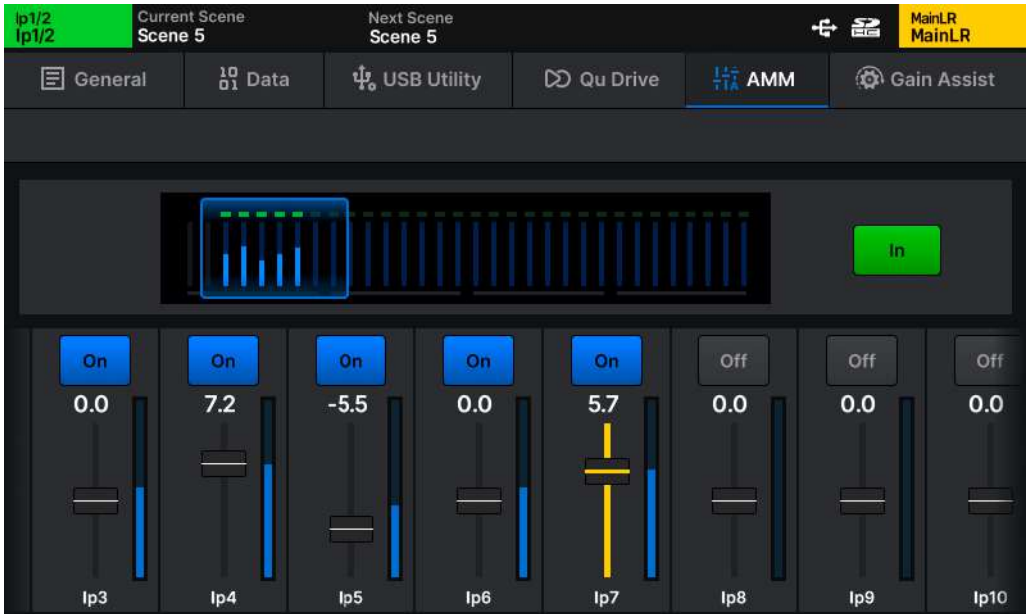 Ip1/2
Ip1/2
Current Scene
Scene 5
Next Scene
Scene 5
MainLR
MainLR
General
Data
USB Utility
Qu Drive
AMM
Gain Assist
In
On On On On On Off Off Off
0.0 7.2 -5.5 0.0 5.7 0.0 0.0 0.0
Ip3 Ip4 Ip5 Ip6 Ip7 Ip8 Ip9 Ip10